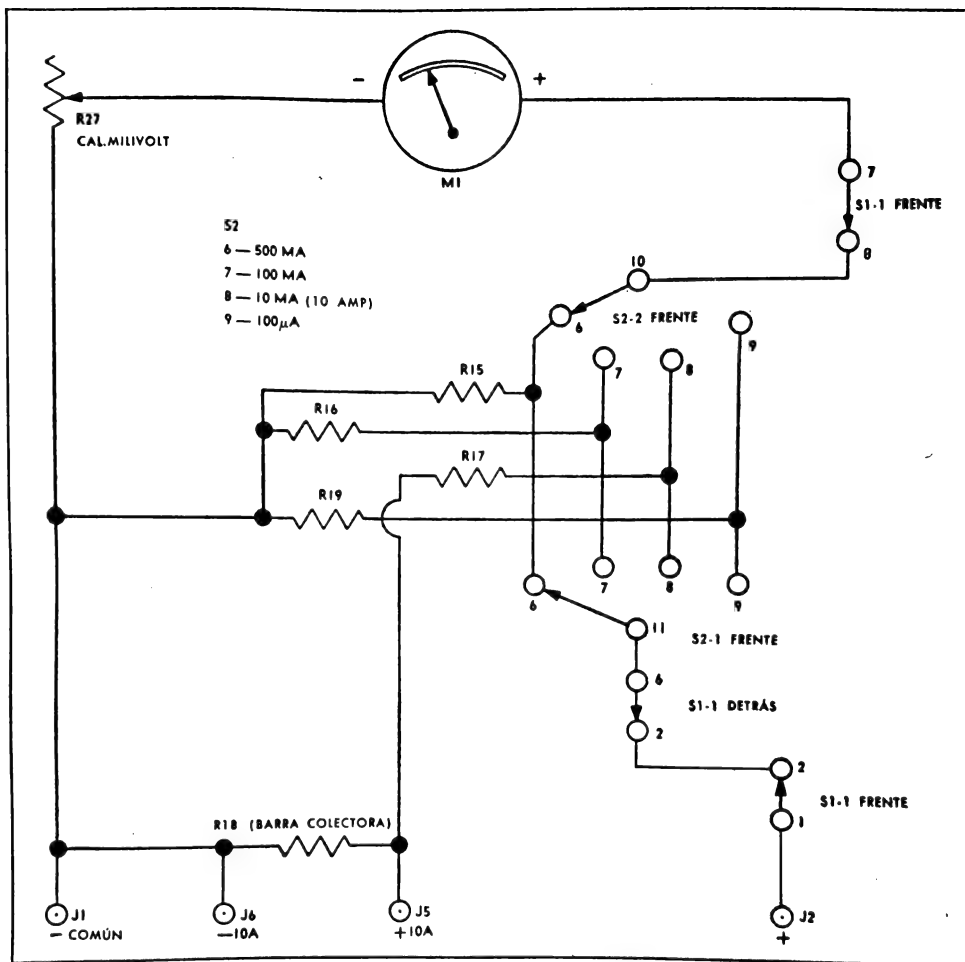 -
+
R27
CAL.MILIVOLT
M1
7
S1-1 FRENTE
8
S2
6 — 500 MA
7 — 100 MA
8 — 10 MA (10 AMP)
9 — 100µA
10
6
S2-2 FRENTE
9
7
8
R15
R16
R17
R19
6
7
8
9
11
S2-1 FRENTE
6
S1-1 DETRÁS
2
2
S1-1 FRENTE
1
R18 (BARRA COLECTORA)
J1
- COMÚN
J6
—10A
J5
+10A
J2
+